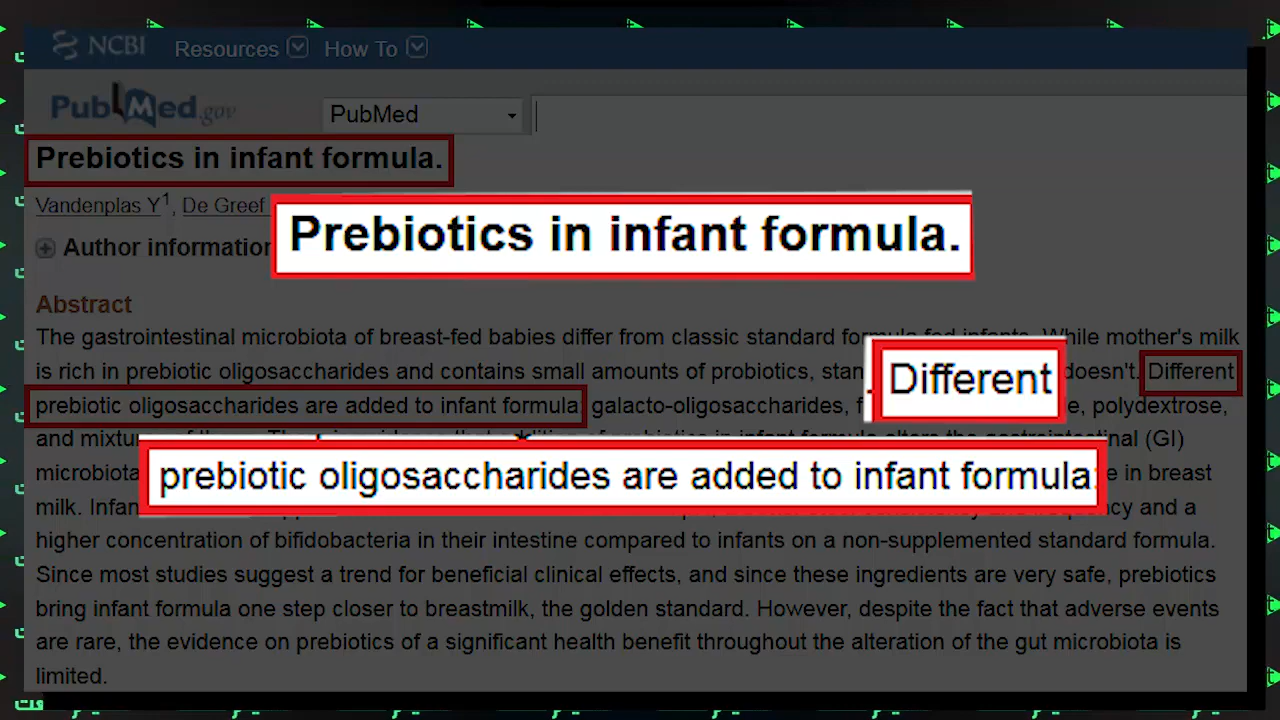 NCBI Resources How To
PubMed.gov PubMed
Prebiotics in infant formula.
Vandenplas Y1, De Greef
Prebiotics in infant formula.
Author information
Abstract
The gastrointestinal microbiota of breast-fed babies differ from classic standard formula fed infants. While mother's milk
is rich in prebiotic oligosaccharides and contains small amounts of probiotics, doesn't. Different
Different
prebiotic oligosaccharides are added to infant formula: galacto-oligosaccharides, polydextrose,
and (GI)
prebiotic oligosaccharides are added to infant formula:
microbiota in breast
milk. and a
higher concentration of bifidobacteria in their intestine compared to infants on a non-supplemented standard formula.
Since most studies suggest a trend for beneficial clinical effects, and since these ingredients are very safe, prebiotics
bring infant formula one step closer to breastmilk, the golden standard. However, despite the fact that adverse events
are rare, the evidence on prebiotics of a significant health benefit throughout the alteration of the gut microbiota is
limited.